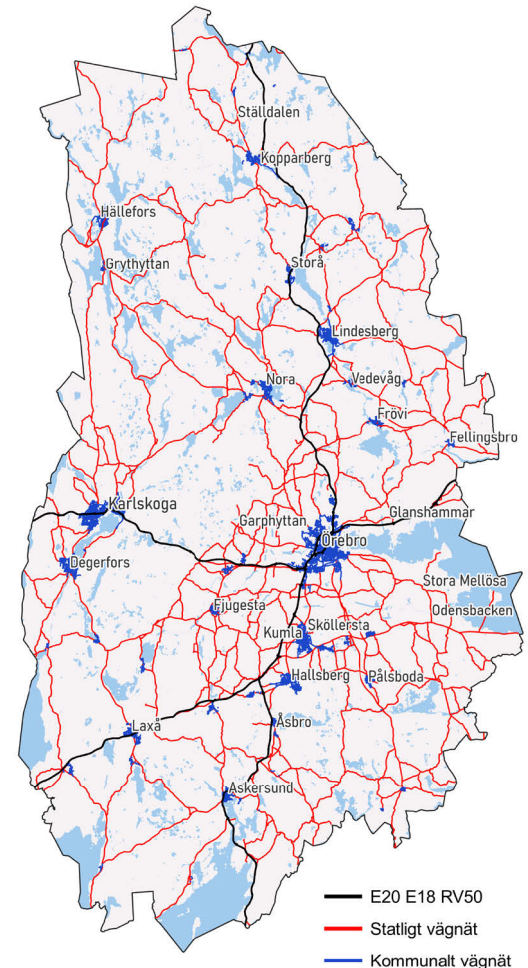 Ställdalen
Kopparberg
Hällefors
Grythyttan
Storå
Lindesberg
Nora
Vedevåg
Frövi
Fellingsbro
Karlskoga
Garphyttan
Glanshammar
Örebro
Degerfors
Stora Mellösa
Fjugesta
Odensbacken
Sköllersta
Kumla
Hallsberg
Pålsboda
Laxå
Åsbro
Askersund
E20 E18 RV50
Statligt vägnät
Kommunalt vägnät